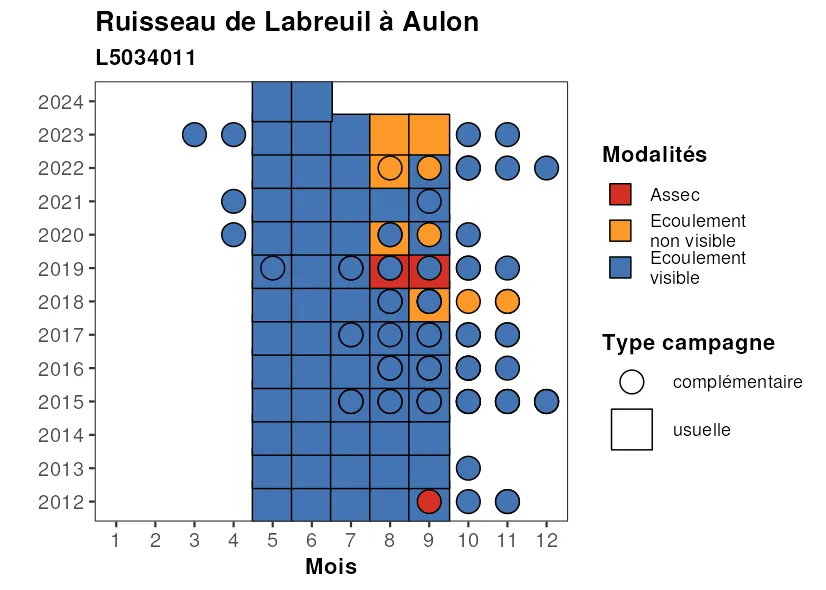 Ruisseau de Labreuil à Aulon
L5034011
2024
2023
2022
2021
2020
2019
2018
2017
2016
2015
2014
2013
2012
1 2 3 4 5 6 7 8 9 10 11 12
Mois
Modalités
Assec
Ecoulement
non visible
Ecoulement
visible
Type campagne
complémentaire
usuelle